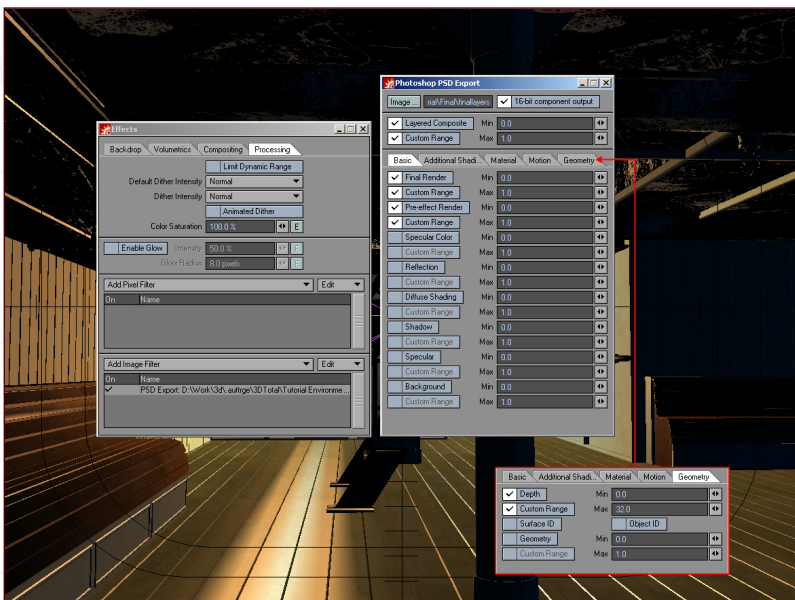 Effects
Backdrop Volumetrics Compositing Processing
Limit Dynamic Range
Default Dither Intensity Normal
Dither Intensity Normal
Animated Dither
Color Saturation 100.0 % E
Enable Glow Intensity 50.0 % E
Glow Radius 8.0 pixels E
Add Pixel Filter Edit
On Name
Add Image Filter Edit
On Name
PSD Export: D:\Work\3d\.auftrge\3DTotal\Tutorial Environme...
Photoshop PSD Export
Image ... rial\Final\finallayers 16-bit component output
Layered Composite Min 0.0
Custom Range Max 1.0
Basic Additional Shadi... Material Motion Geometry
Final Render Min 0.0
Custom Range Max 1.0
Pre-effect Render Min 0.0
Custom Range Max 1.0
Specular Color Min 0.0
Custom Range Max 1.0
Reflection Min 0.0
Custom Range Max 1.0
Diffuse Shading Min 0.0
Custom Range Max 1.0
Shadow Min 0.0
Custom Range Max 1.0
Specular Min 0.0
Custom Range Max 1.0
Background Min 0.0
Custom Range Max 1.0
Basic Additional Shadi... Material Motion Geometry
Depth Min 0.0
Custom Range Max 32.0
Surface ID Object ID
Geometry Min 0.0
Custom Range Max 1.0